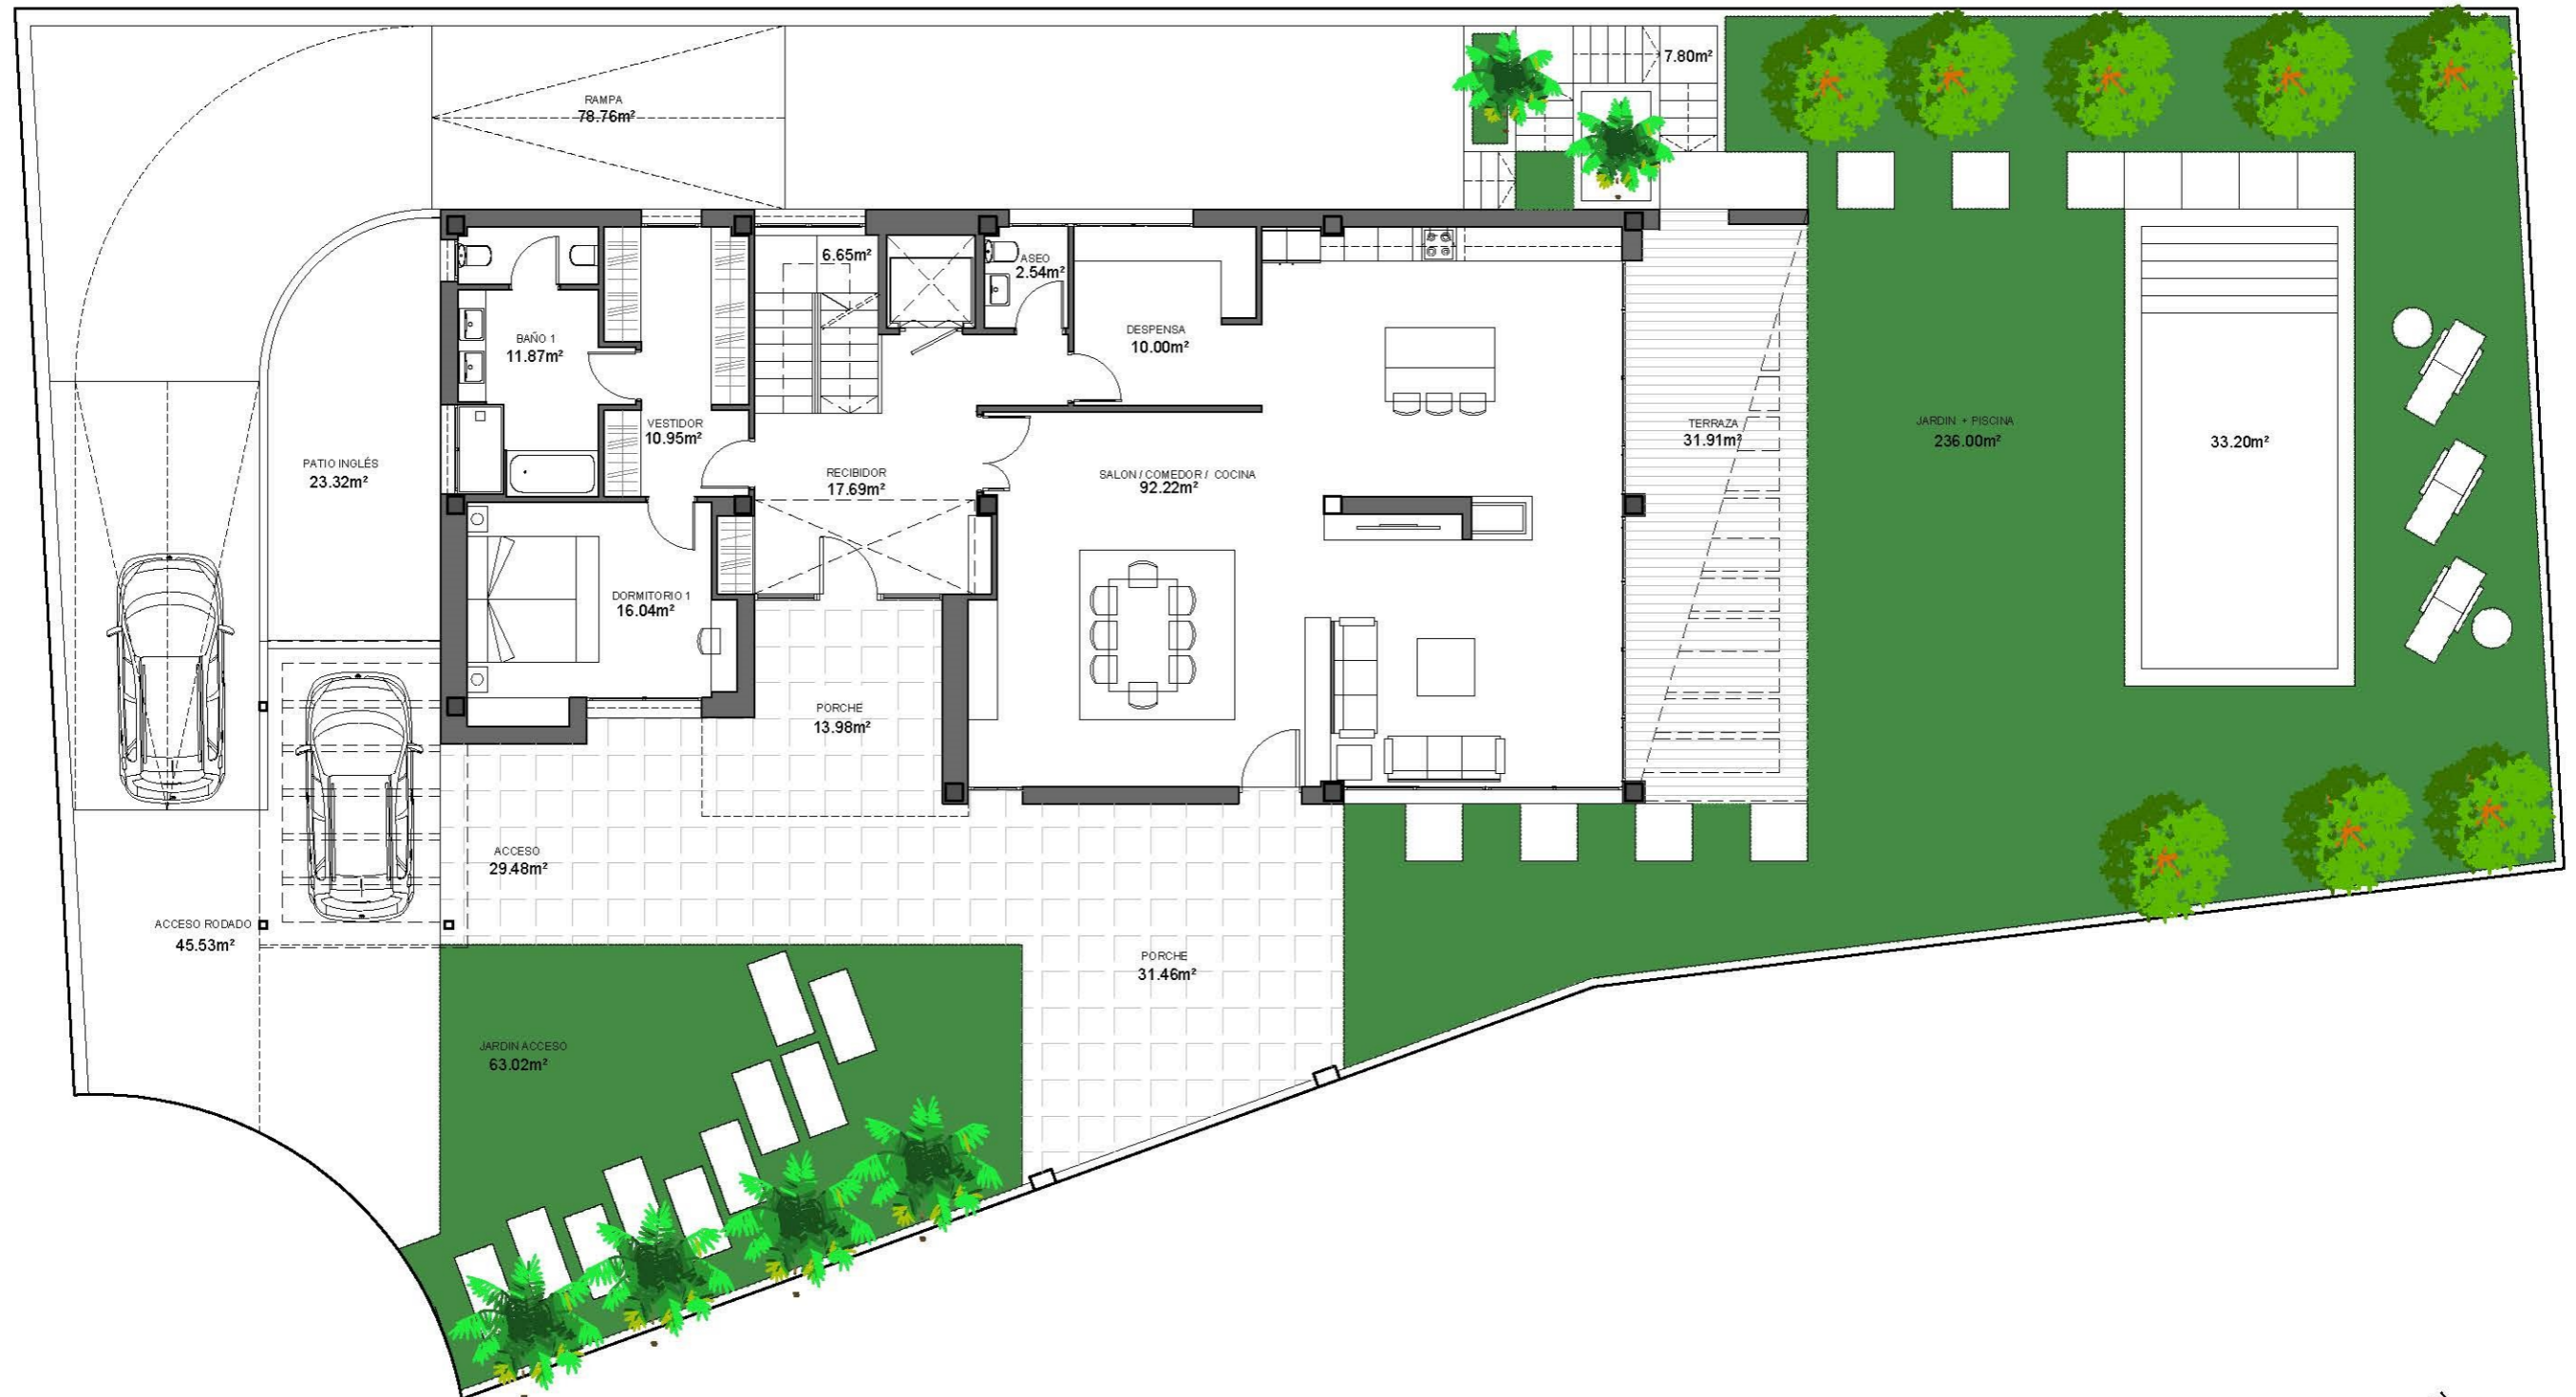 7.80m²
RAMPA
78.76m²
6.65m²
ASEO
2.54m²
BAÑO 1
11.87m²
DESPENSA
10.00m²
VESTIDOR
10.95m²
TERRAZA
31.91m²
JARDIN + PISCINA
236.00m²
33.20m²
PATIO INGLÉS
23.32m²
RECIBIDOR
17.69m²
SALON / COMEDOR / COCINA
92.22m²
DORMITORIO 1
16.04m²
PORCHE
13.98m²
ACCESO
29.48m²
ACCESO RODADO
45.53m²
PORCHE
31.46m²
JARDIN ACCESO
63.02m²